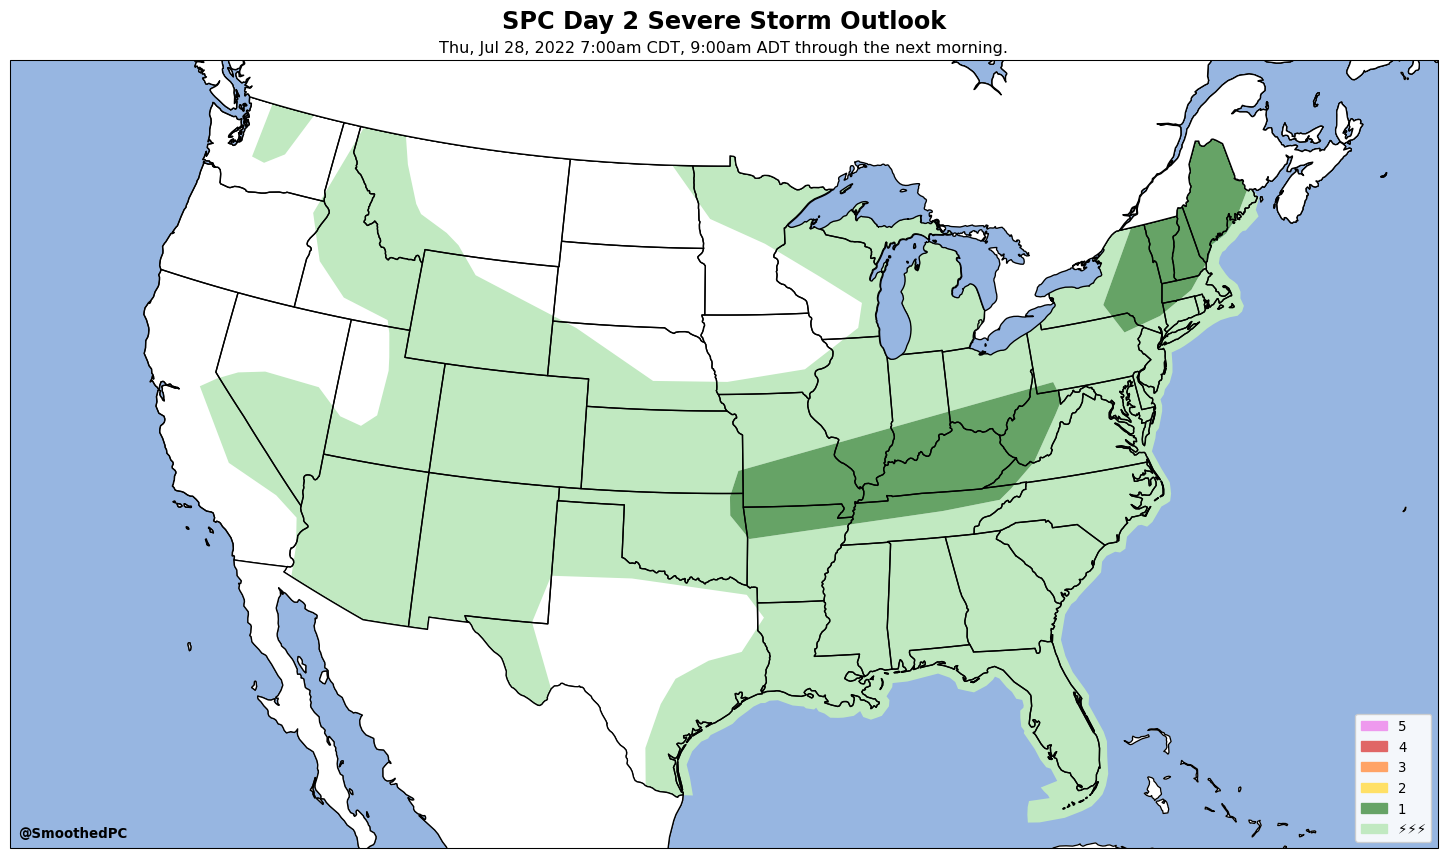 SPC Day 2 Severe Storm Outlook
Thu, Jul 28, 2022 7:00am CDT, 9:00am ADT through the next morning.
5
4
3
2
1
⚡⚡⚡
@SmoothedPC